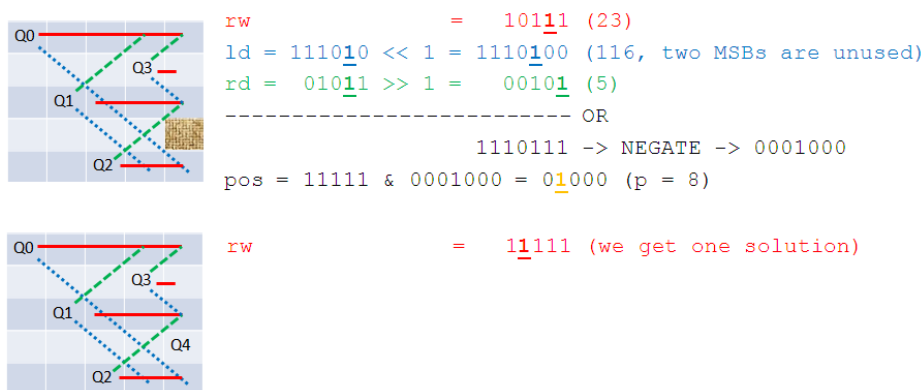 rw = 10111 (23)
ld = 111010 << 1 = 1110100 (116, two MSBs are unused)
rd = 01011 >> 1 = 00101 (5)
-------------------------- OR
1110111 -> NEGATE -> 0001000
pos = 11111 & 0001000 = 01000 (p = 8)
Q0
Q3
Q1
Q2
rw = 11111 (we get one solution)
Q0
Q3
Q1
Q4
Q2